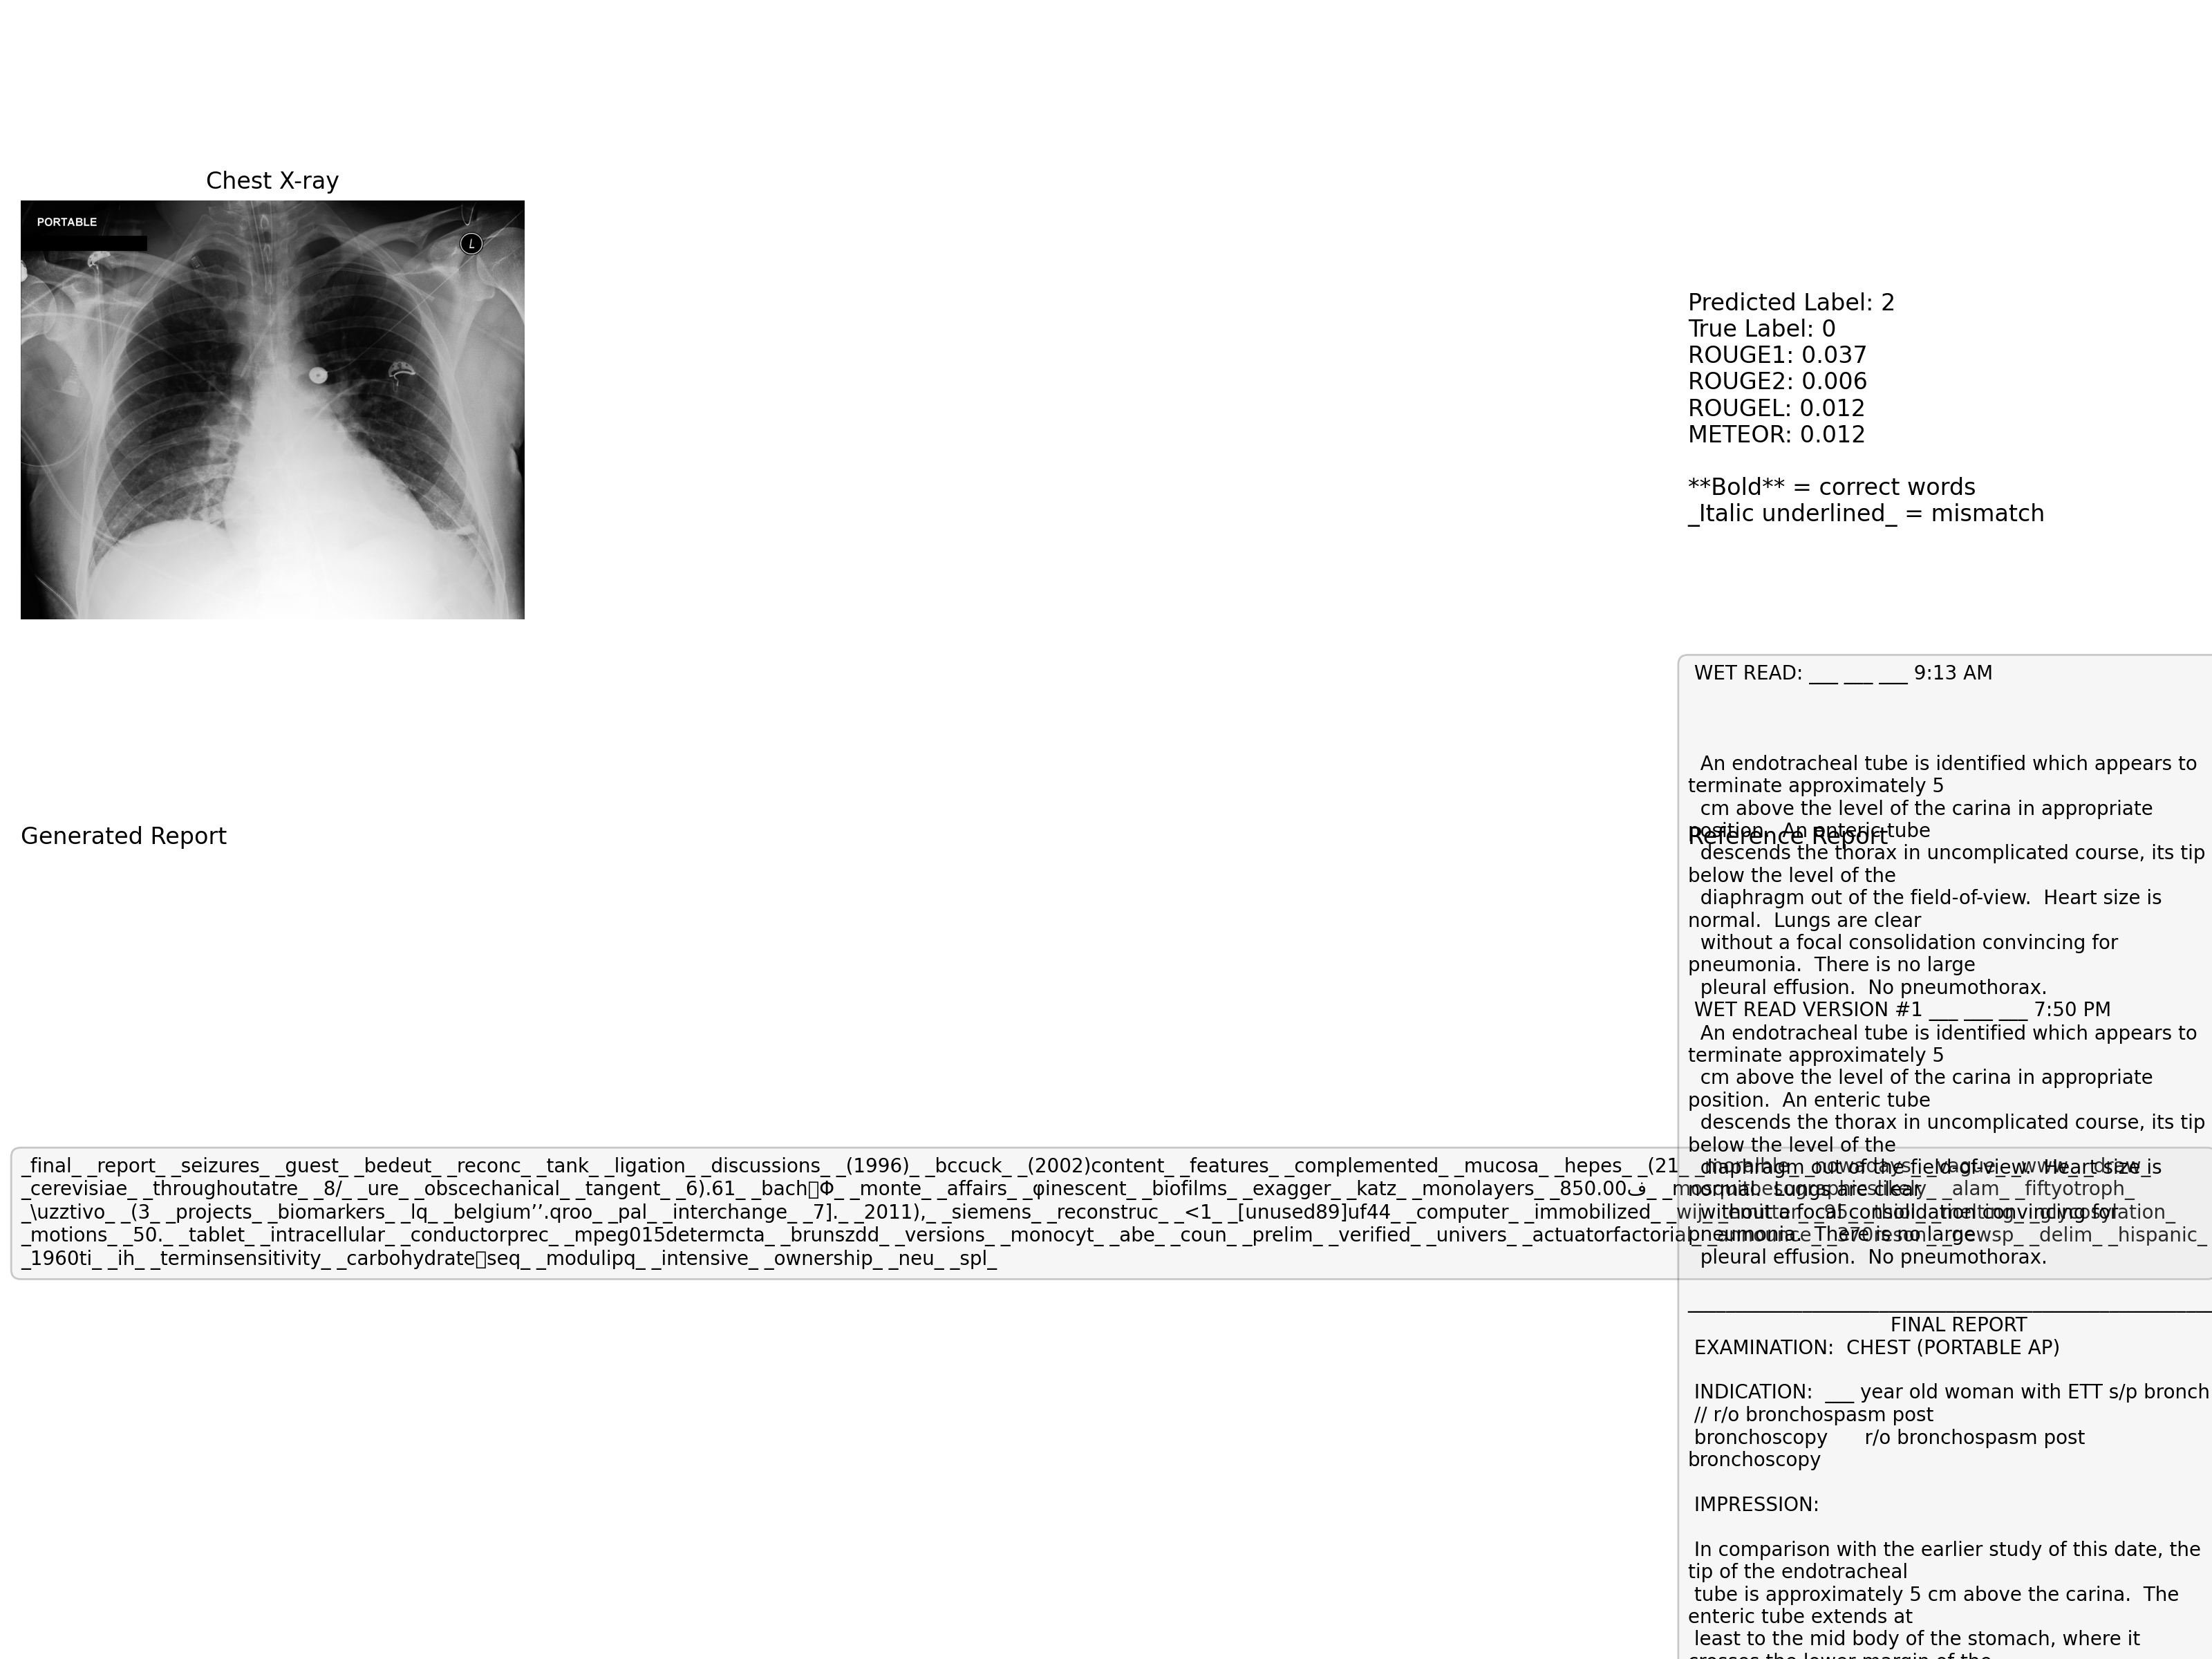 Chest X-ray
PORTABLE
L
Predicted Label: 2
True Label: 0
ROUGE1: 0.037
ROUGE2: 0.006
ROUGEL: 0.012
METEOR: 0.012
**Bold** = correct words
_Italic underlined_ = mismatch
Generated Report
_final_ _report_ _seizures_ _guest_ _bedeut_ _reconc_ _tank_ _ligation_ _discussions_ _(1996)_ _bccuck_ _(2002)content_ _features_ _complemented_ _mucosa_ _hepes_ _(21_ _nowadays_ _vague_ _www_ _drew_
_cerevisiae_ _throughoutatre_ _8/_ _ure_ _obscechanical_ _tangent_ _6).61_ _bach Φ_ _monte_ _affairs_ _φinescent_ _biofilms_ _exagger_ _katz_ _monolayers_ _850.00ف_ _alam_ _fiftyotroph_
_\uzztivo_ _(3_ _projects_ _biomarkers_ _lq_ _belgium’’.qroo_ _pal_ _interchange_ _7]._ _2011),_ _siemens_ _reconstruc_ _<1_ _[unused89]uf44_ _computer_ _immobilized_ _95_ _glycosylation_
_motions_ _50._ _tablet_ _intracellular_ _conductorprec_ _mpeg015determcta_ _brunszdd_ _versions_ _monocyt_ _abe_ _coun_ _prelim_ _verified_ _univers_ _actuatorfactorial_ _announce_ _newsp_ _delim_ _hispanic_
_1960ti_ _ih_ _terminsensitivity_ _carbohydrate seq_ _modulipq_ _intensive_ _ownership_ _neu_ _spl_
Reference Report
WET READ: ___ ___ ___ 9:13 AM
An endotracheal tube is identified which appears to
terminate approximately 5
cm above the level of the carina in appropriate
position. An enteric tube
descends the thorax in uncomplicated course, its tip
below the level of the
diaphragm out of the field-of-view. Heart size is
normal. Lungs are clear
without a focal consolidation convincing for
pneumonia. There is no large
pleural effusion. No pneumothorax.
WET READ VERSION #1 ___ ___ ___ 7:50 PM
An endotracheal tube is identified which appears to
terminate approximately 5
cm above the level of the carina in appropriate
position. An enteric tube
descends the thorax in uncomplicated course, its tip
below the level of the
diaphragm out of the field-of-view. Heart size is
normal. Lungs are clear
without a focal consolidation convincing for
pneumonia. There is no large
pleural effusion. No pneumothorax.
FINAL REPORT
EXAMINATION: CHEST (PORTABLE AP)
INDICATION: ___ year old woman with ETT s/p bronch
// r/o bronchospasm post
bronchoscopy r/o bronchospasm post
bronchoscopy
IMPRESSION:
In comparison with the earlier study of this date, the
tip of the endotracheal
tube is approximately 5 cm above the carina. The
enteric tube extends at
least to the mid body of the stomach, where it
crosses the lower margin of the